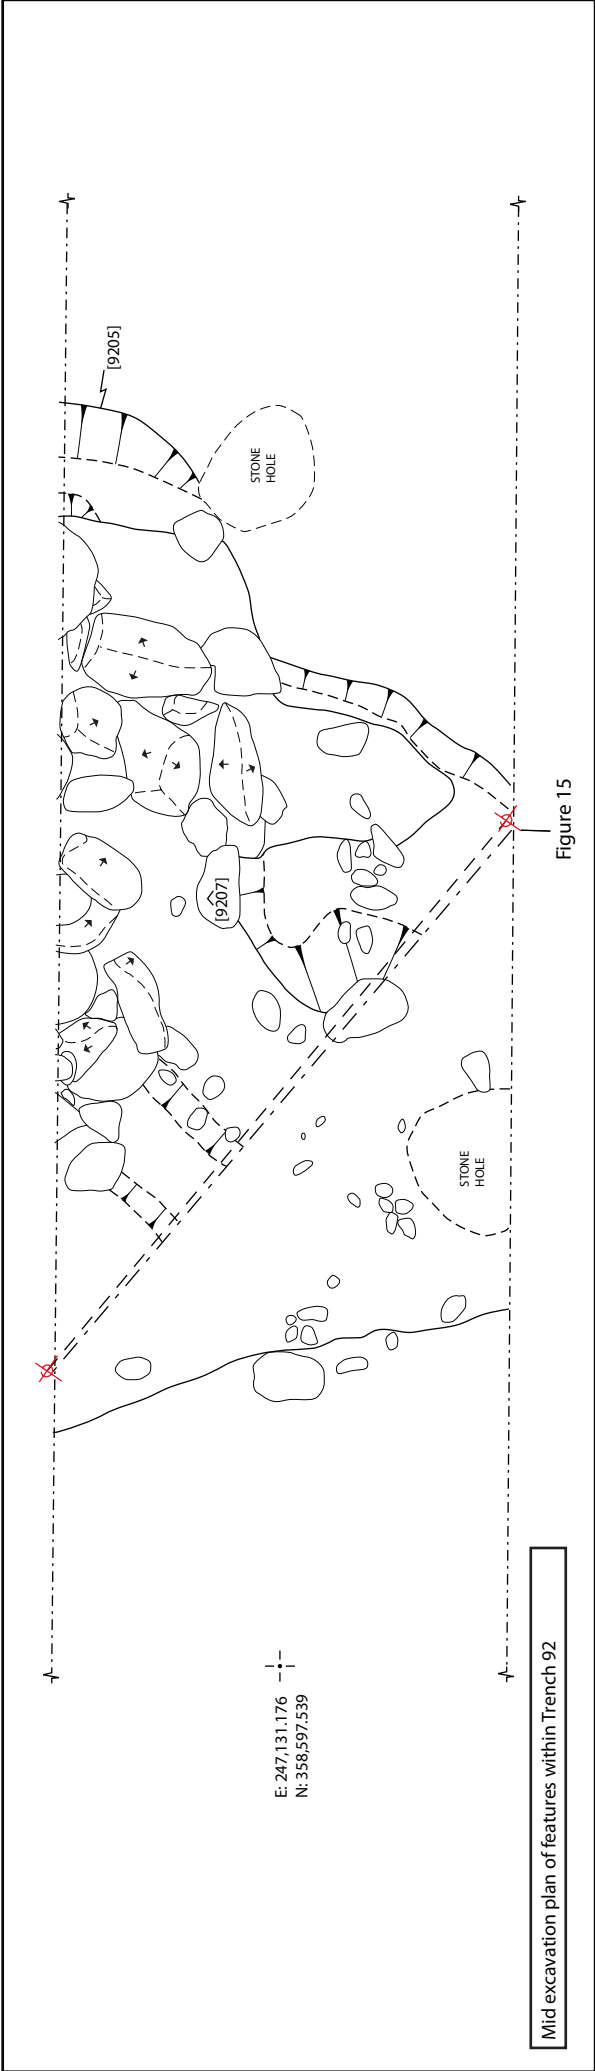 [9205]
STONE
HOLE
[9207]
Figure 15
STONE
HOLE
E: 247,131.176
N: 358,597.539
Mid excavation plan of features within Trench 92